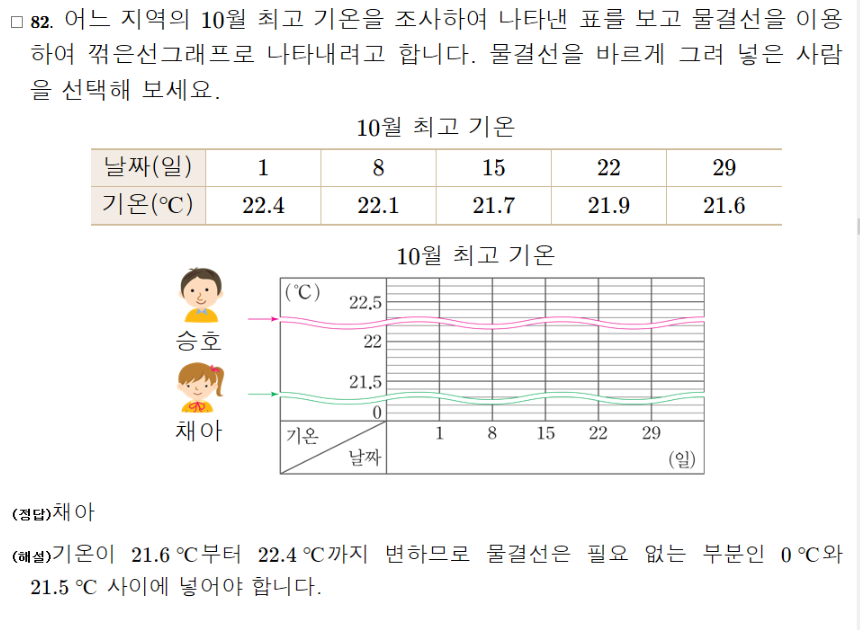 □ 82. 어느 지역의 10월 최고 기온을 조사하여 나타낸 표를 보고 물결선을 이용
하여 꺾은선그래프로 나타내려고 합니다. 물결선을 바르게 그려 넣은 사람
을 선택해 보세요.
10월 최고 기온
날짜(일) 1 8 15 22 29
기온(℃) 22.4 22.1 21.7 21.9 21.6
10월 최고 기온
(℃)
22.5
승호
22
21.5
채아
0
기온 1 8 15 22 29
날짜 (일)
(정답)채아
(해설)기온이 21.6 ℃부터 22.4 ℃까지 변하므로 물결선은 필요 없는 부분인 0 ℃와
21.5 ℃ 사이에 넣어야 합니다.